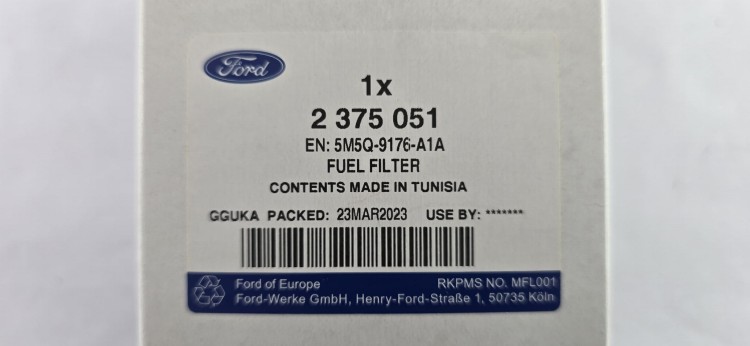 Ford
1x
2 375 051
EN: 5M5Q-9176-A1A
FUEL FILTER
CONTENTS MADE IN TUNISIA
GGUKA PACKED: 23MAR2023 USE BY: *******
Ford of Europe RKPMS NO. MFL001
Ford-Werke GmbH, Henry-Ford-Straße 1, 50735 Köln